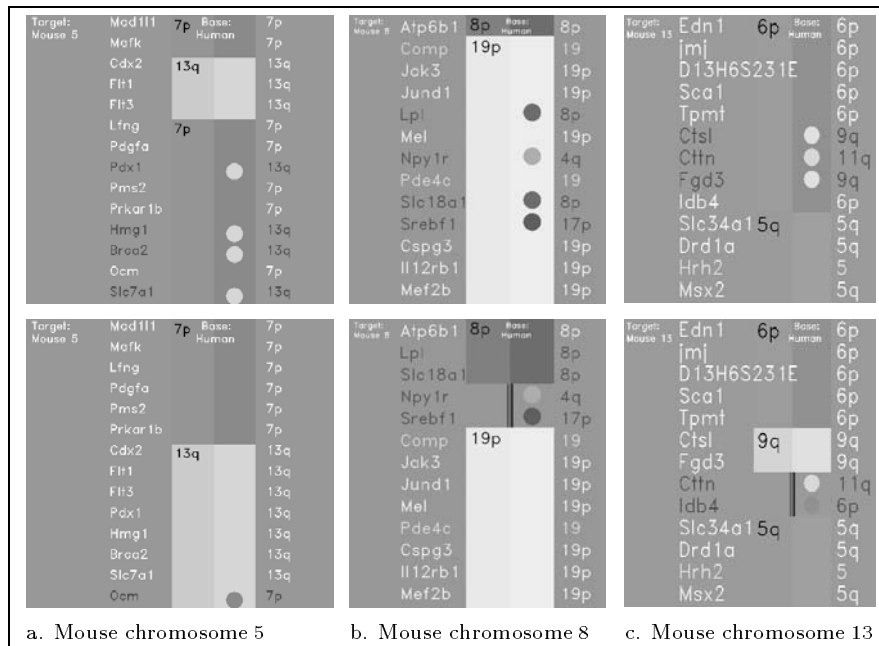 Target:
Mouse 5
Mad1l1 7p Base:
Human 7p
Mafk 7p
Cdx2 13q 13q
Flt1 13q
Flt3 13q
Lfng 7p 7p
Pdgfa 7p
Pdx1 13q
Pms2 7p
Prkar1b 7p
Hmg1 13q
Brca2 13q
Ocm 7p
Slc7a1 13q
Target:
Mouse 8
Atp6b1 8p Base:
Human 8p
Comp 19p 19
Jak3 19p
Jund1 19p
Lpl 8p
Mel 19p
Npy1r 4q
Pde4c 19
Slc18a1 8p
Srebf1 17p
Cspg3 19p
Il12rb1 19p
Mef2b 19p
Target:
Mouse 13
Edn1 6p Base:
Human 6p
jmj 6p
D13H6S231E 6p
Sca1 6p
Tpmt 6p
Ctsl 9q
Cttn 11q
Fgd3 9q
Idb4 6p
Slc34a1 5q 5q
Drd1a 5q
Hrh2 5
Msx2 5q
Target:
Mouse 5
Mad1l1 7p Base:
Human 7p
Mafk 7p
Lfng 7p
Pdgfa 7p
Pms2 7p
Prkar1b 7p
Cdx2 13q 13q
Flt1 13q
Flt3 13q
Pdx1 13q
Hmg1 13q
Brca2 13q
Slc7a1 13q
Ocm 7p
Target:
Mouse 8
Atp6b1 8p Base:
Human 8p
Lpl 8p
Slc18a1 8p
Npy1r 4q
Srebf1 17p
Comp 19p 19
Jak3 19p
Jund1 19p
Mel 19p
Pde4c 19
Cspg3 19p
Il12rb1 19p
Mef2b 19p
Target:
Mouse 13
Edn1 6p Base:
Human 6p
jmj 6p
D13H6S231E 6p
Sca1 6p
Tpmt 6p
Ctsl 9q 9q
Fgd3 9q
Cttn 11q
Idb4 6p
Slc34a1 5q 5q
Drd1a 5q
Hrh2 5
Msx2 5q
a. Mouse chromosome 5
b. Mouse chromosome 8
c. Mouse chromosome 13